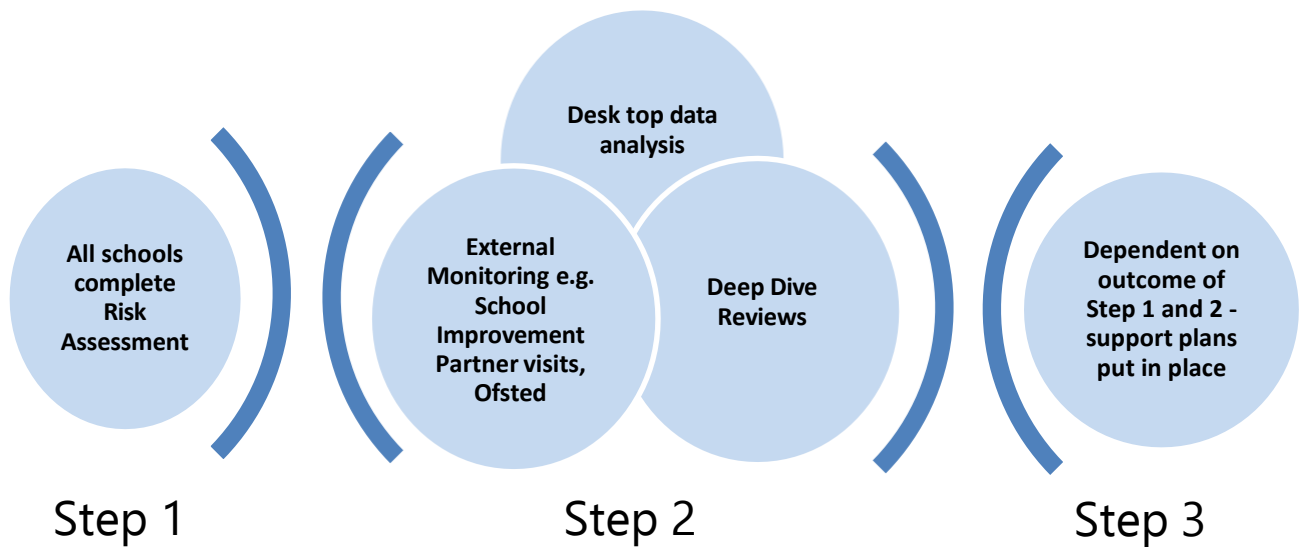 Desk top data
analysis
All schools
complete
Risk
Assessment
External
Monitoring e.g.
School
Improvement
Partner visits,
Ofsted
Deep Dive
Reviews
Dependent on
outcome of
Step 1 and 2 -
support plans
put in place
Step 1
Step 2
Step 3